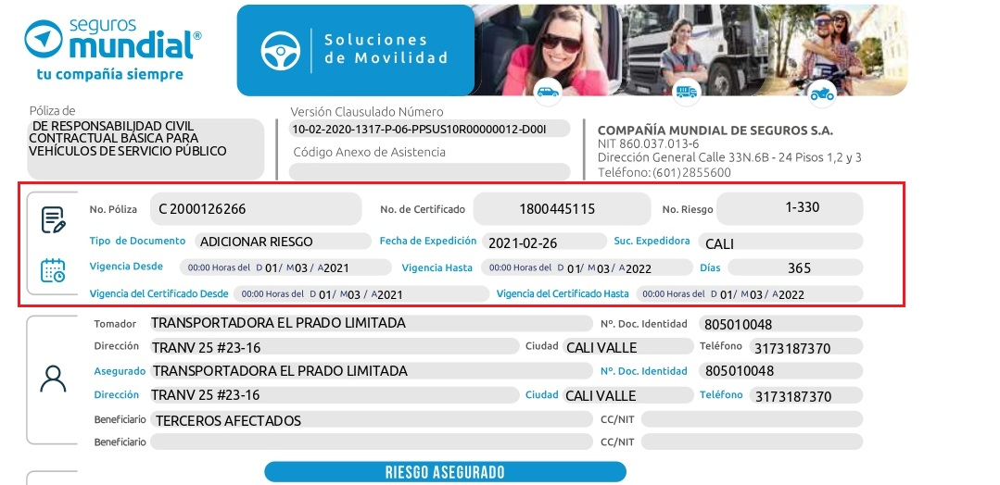 seguros
mundial®
tu compañía siempre
Soluciones
de Movilidad
Póliza de
DE RESPONSABILIDAD CIVIL
CONTRACTUAL BÁSICA PARA
VEHÍCULOS DE SERVICIO PÚBLICO
Versión Clausulado Número
10-02-2020-1317-P-06-PPSUS10R00000012-D00I
Código Anexo de Asistencia
COMPAÑÍA MUNDIAL DE SEGUROS S.A.
NIT 860.037.013-6
Dirección General Calle 33N.6B - 24 Pisos 1,2 y 3
Teléfono: (601) 2855600
No. Póliza C 2000126266 No. de Certificado 1800445115 No. Riesgo 1-330
Tipo de Documento ADICIONAR RIESGO Fecha de Expedición 2021-02-26 Suc. Expedidora CALI
Vigencia Desde 00:00 Horas del D 01/ M03 / A2021 Vigencia Hasta 00:00 Horas del D 01/ M03 / A2022 Días 365
Vigencia del Certificado Desde 00:00 Horas del D 01/ M03 / A2021 Vigencia del Certificado Hasta 00:00 Horas del D 01/ M03 / A2022
Tomador TRANSPORTADORA EL PRADO LIMITADA Nº. Doc. Identidad 805010048
Dirección TRANV 25 #23-16 Ciudad CALI VALLE Teléfono 3173187370
Asegurado TRANSPORTADORA EL PRADO LIMITADA Nº. Doc. Identidad 805010048
Dirección TRANV 25 #23-16 Ciudad CALI VALLE Teléfono 3173187370
Beneficiario TERCEROS AFECTADOS CC/NIT
Beneficiario CC/NIT
RIESGO ASEGURADO